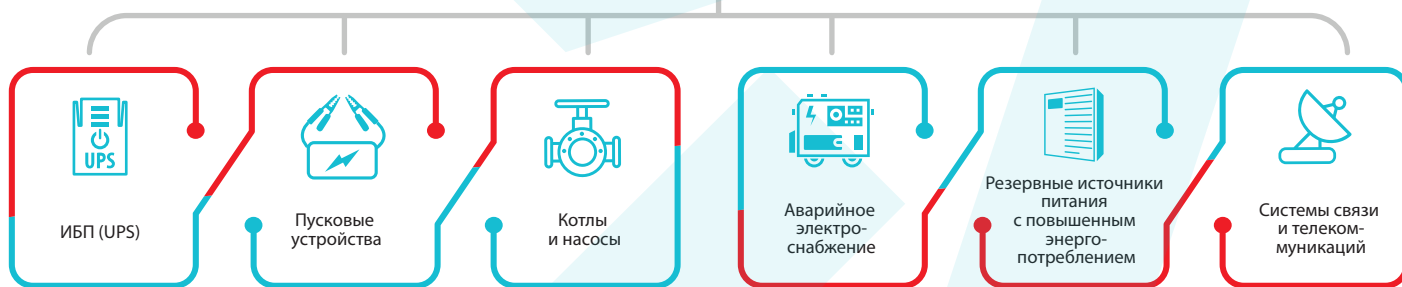 UPS
ИБП (UPS)
Пусковые
устройства
Котлы
и насосы
Аварийное
электро-
снабжение
Резервные источники
питания
с повышенным
энерго-
потреблением
Системы связи
и телеком-
муникаций